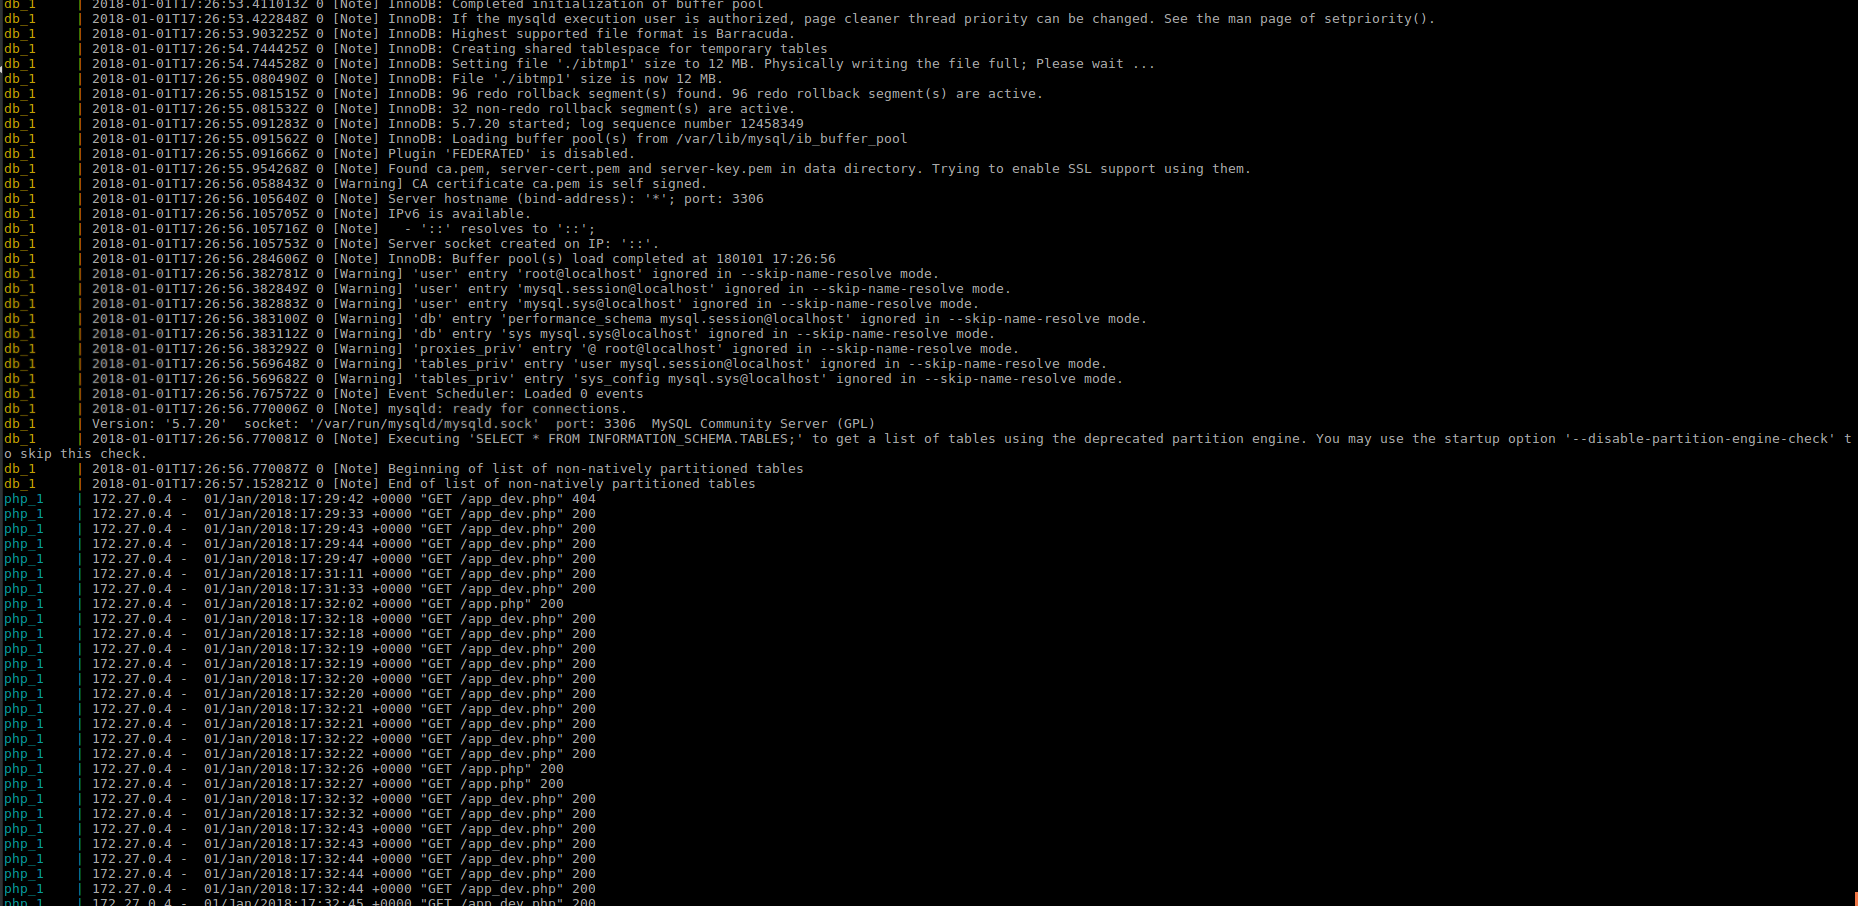 db_1     | 2018-01-01T17:26:53.411013Z 0 [Note] InnoDB: Completed initialization of buffer pool
db_1     | 2018-01-01T17:26:53.422848Z 0 [Note] InnoDB: If the mysqld execution user is authorized, page cleaner thread priority can be changed. See the man page of setpriority().
db_1     | 2018-01-01T17:26:53.903225Z 0 [Note] InnoDB: Highest supported file format is Barracuda.
db_1     | 2018-01-01T17:26:54.744425Z 0 [Note] InnoDB: Creating shared tablespace for temporary tables
db_1     | 2018-01-01T17:26:54.744528Z 0 [Note] InnoDB: Setting file './ibtmp1' size to 12 MB. Physically writing the file full; Please wait ...
db_1     | 2018-01-01T17:26:55.080490Z 0 [Note] InnoDB: File './ibtmp1' size is now 12 MB.
db_1     | 2018-01-01T17:26:55.081515Z 0 [Note] InnoDB: 96 redo rollback segment(s) found. 96 redo rollback segment(s) are active.
db_1     | 2018-01-01T17:26:55.081532Z 0 [Note] InnoDB: 32 non-redo rollback segment(s) are active.
db_1     | 2018-01-01T17:26:55.091283Z 0 [Note] InnoDB: 5.7.20 started; log sequence number 12458349
db_1     | 2018-01-01T17:26:55.091562Z 0 [Note] InnoDB: Loading buffer pool(s) from /var/lib/mysql/ib_buffer_pool
db_1     | 2018-01-01T17:26:55.091666Z 0 [Note] Plugin 'FEDERATED' is disabled.
db_1     | 2018-01-01T17:26:55.954268Z 0 [Note] Found ca.pem, server-cert.pem and server-key.pem in data directory. Trying to enable SSL support using them.
db_1     | 2018-01-01T17:26:56.058843Z 0 [Warning] CA certificate ca.pem is self signed.
db_1     | 2018-01-01T17:26:56.105640Z 0 [Note] Server hostname (bind-address): '*'; port: 3306
db_1     | 2018-01-01T17:26:56.105705Z 0 [Note] IPv6 is available.
db_1     | 2018-01-01T17:26:56.105716Z 0 [Note]   - '::' resolves to '::';
db_1     | 2018-01-01T17:26:56.105753Z 0 [Note] Server socket created on IP: '::'.
db_1     | 2018-01-01T17:26:56.284606Z 0 [Note] InnoDB: Buffer pool(s) load completed at 180101 17:26:56
db_1     | 2018-01-01T17:26:56.382781Z 0 [Warning] 'user' entry 'root@localhost' ignored in --skip-name-resolve mode.
db_1     | 2018-01-01T17:26:56.382849Z 0 [Warning] 'user' entry 'mysql.session@localhost' ignored in --skip-name-resolve mode.
db_1     | 2018-01-01T17:26:56.382883Z 0 [Warning] 'user' entry 'mysql.sys@localhost' ignored in --skip-name-resolve mode.
db_1     | 2018-01-01T17:26:56.383100Z 0 [Warning] 'db' entry 'performance_schema mysql.session@localhost' ignored in --skip-name-resolve mode.
db_1     | 2018-01-01T17:26:56.383112Z 0 [Warning] 'db' entry 'sys mysql.sys@localhost' ignored in --skip-name-resolve mode.
db_1     | 2018-01-01T17:26:56.383292Z 0 [Warning] 'proxies_priv' entry '@ root@localhost' ignored in --skip-name-resolve mode.
db_1     | 2018-01-01T17:26:56.569648Z 0 [Warning] 'tables_priv' entry 'user mysql.session@localhost' ignored in --skip-name-resolve mode.
db_1     | 2018-01-01T17:26:56.569682Z 0 [Warning] 'tables_priv' entry 'sys_config mysql.sys@localhost' ignored in --skip-name-resolve mode.
db_1     | 2018-01-01T17:26:56.767572Z 0 [Note] Event Scheduler: Loaded 0 events
db_1     | 2018-01-01T17:26:56.770006Z 0 [Note] mysqld: ready for connections.
db_1     | Version: '5.7.20'  socket: '/var/run/mysqld/mysqld.sock'  port: 3306  MySQL Community Server (GPL)
db_1     | 2018-01-01T17:26:56.770081Z 0 [Note] Executing 'SELECT * FROM INFORMATION_SCHEMA.TABLES;' to get a list of tables using the deprecated partition engine. You may use the startup option '--disable-partition-engine-check' t
o skip this check.
db_1     | 2018-01-01T17:26:56.770087Z 0 [Note] Beginning of list of non-natively partitioned tables
db_1     | 2018-01-01T17:26:57.152821Z 0 [Note] End of list of non-natively partitioned tables
php_1    | 172.27.0.4 -  01/Jan/2018:17:29:42 +0000 "GET /app_dev.php" 404
php_1    | 172.27.0.4 -  01/Jan/2018:17:29:33 +0000 "GET /app_dev.php" 200
php_1    | 172.27.0.4 -  01/Jan/2018:17:29:43 +0000 "GET /app_dev.php" 200
php_1    | 172.27.0.4 -  01/Jan/2018:17:29:44 +0000 "GET /app_dev.php" 200
php_1    | 172.27.0.4 -  01/Jan/2018:17:29:47 +0000 "GET /app_dev.php" 200
php_1    | 172.27.0.4 -  01/Jan/2018:17:31:11 +0000 "GET /app_dev.php" 200
php_1    | 172.27.0.4 -  01/Jan/2018:17:31:33 +0000 "GET /app_dev.php" 200
php_1    | 172.27.0.4 -  01/Jan/2018:17:32:02 +0000 "GET /app.php" 200
php_1    | 172.27.0.4 -  01/Jan/2018:17:32:18 +0000 "GET /app_dev.php" 200
php_1    | 172.27.0.4 -  01/Jan/2018:17:32:18 +0000 "GET /app_dev.php" 200
php_1    | 172.27.0.4 -  01/Jan/2018:17:32:19 +0000 "GET /app_dev.php" 200
php_1    | 172.27.0.4 -  01/Jan/2018:17:32:19 +0000 "GET /app_dev.php" 200
php_1    | 172.27.0.4 -  01/Jan/2018:17:32:20 +0000 "GET /app_dev.php" 200
php_1    | 172.27.0.4 -  01/Jan/2018:17:32:20 +0000 "GET /app_dev.php" 200
php_1    | 172.27.0.4 -  01/Jan/2018:17:32:21 +0000 "GET /app_dev.php" 200
php_1    | 172.27.0.4 -  01/Jan/2018:17:32:21 +0000 "GET /app_dev.php" 200
php_1    | 172.27.0.4 -  01/Jan/2018:17:32:22 +0000 "GET /app_dev.php" 200
php_1    | 172.27.0.4 -  01/Jan/2018:17:32:22 +0000 "GET /app_dev.php" 200
php_1    | 172.27.0.4 -  01/Jan/2018:17:32:26 +0000 "GET /app.php" 200
php_1    | 172.27.0.4 -  01/Jan/2018:17:32:27 +0000 "GET /app.php" 200
php_1    | 172.27.0.4 -  01/Jan/2018:17:32:32 +0000 "GET /app_dev.php" 200
php_1    | 172.27.0.4 -  01/Jan/2018:17:32:32 +0000 "GET /app_dev.php" 200
php_1    | 172.27.0.4 -  01/Jan/2018:17:32:43 +0000 "GET /app_dev.php" 200
php_1    | 172.27.0.4 -  01/Jan/2018:17:32:43 +0000 "GET /app_dev.php" 200
php_1    | 172.27.0.4 -  01/Jan/2018:17:32:44 +0000 "GET /app_dev.php" 200
php_1    | 172.27.0.4 -  01/Jan/2018:17:32:44 +0000 "GET /app_dev.php" 200
php_1    | 172.27.0.4 -  01/Jan/2018:17:32:44 +0000 "GET /app_dev.php" 200
php_1    | 172.27.0.4 -  01/Jan/2018:17:32:45 +0000 "GET /app_dev.php" 200